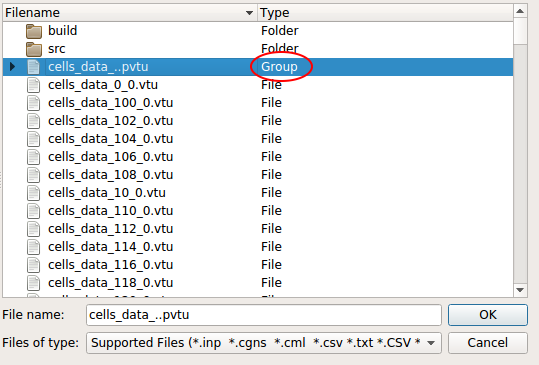 Filename Type
build Folder
src Folder
cells_data_..pvtu Group
cells_data_0_0.vtu File
cells_data_100_0.vtu File
cells_data_102_0.vtu File
cells_data_104_0.vtu File
cells_data_106_0.vtu File
cells_data_108_0.vtu File
cells_data_10_0.vtu File
cells_data_110_0.vtu File
cells_data_112_0.vtu File
cells_data_114_0.vtu File
cells_data_116_0.vtu File
cells_data_118_0.vtu File
File name: cells_data_..pvtu OK
Files of type: Supported Files (*.inp *.cgns *.cml *.csv *.txt *.CSV * Cancel